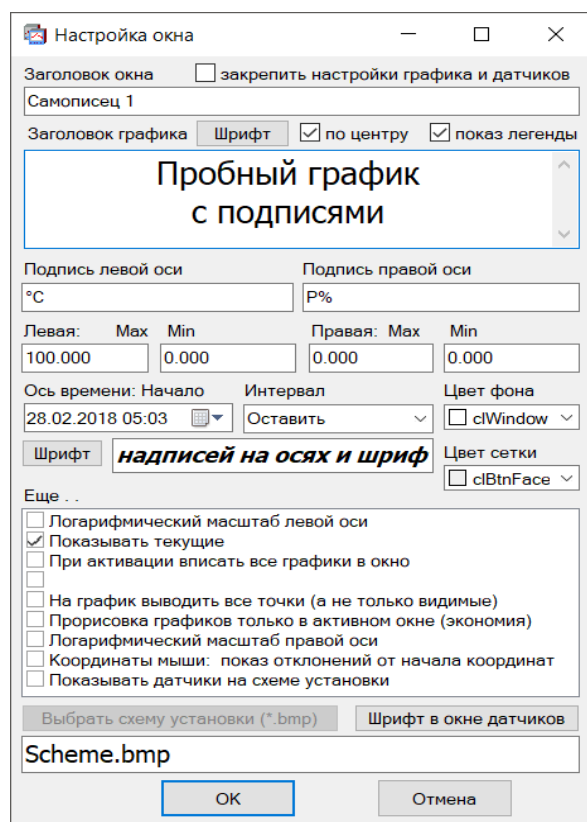 Настройка окна
Заголовок окна закрепить настройки графика и датчиков
Самописец 1
Заголовок графика Шрифт по центру показ легенды
Пробный график
с подписями
Подпись левой оси Подпись правой оси
°C P%
Левая: Max Min Правая: Max Min
100.000 0.000 0.000 0.000
Ось времени: Начало Интервал Цвет фона
28.02.2018 05:03 Оставить clWindow
Шрифт надписей на осях и шриф Цвет сетки
clBtnFace
Еще . .
Логарифмический масштаб левой оси
Показывать текущие
При активации вписать все графики в окно
На график выводить все точки (а не только видимые)
Прорисовка графиков только в активном окне (экономия)
Логарифмический масштаб правой оси
Координаты мыши: показ отклонений от начала координат
Показывать датчики на схеме установки
Выбрать схему установки (*.bmp) Шрифт в окне датчиков
Scheme.bmp
OK Отмена